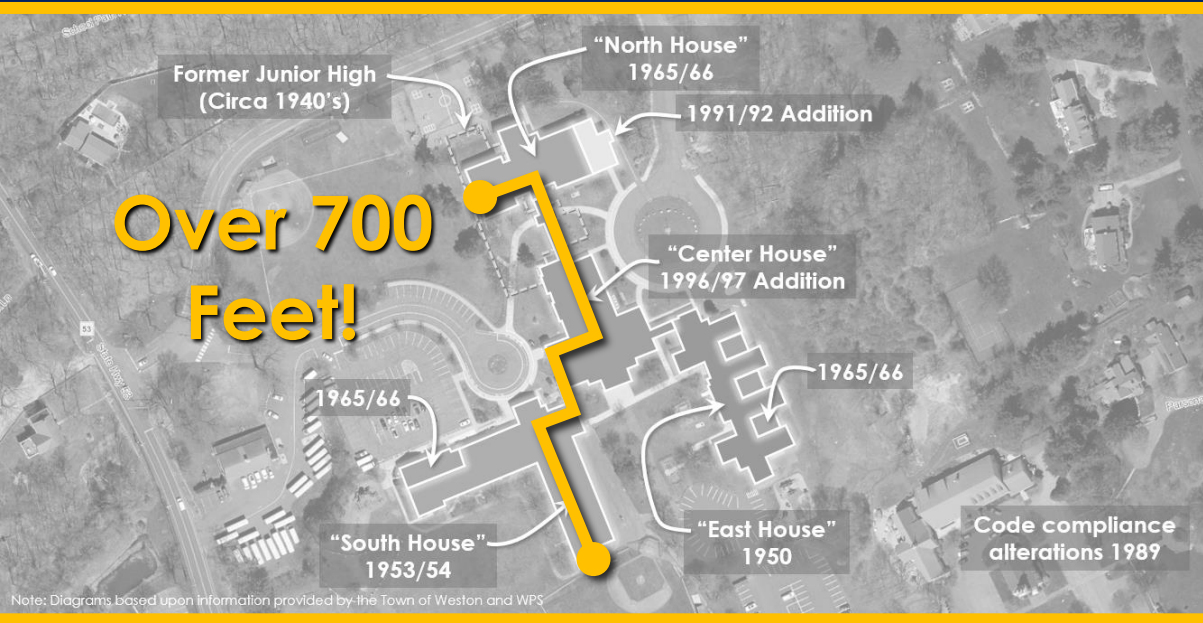 “North House”
1965/66
Former Junior High
(Circa 1940’s)
1991/92 Addition
Over 700
Feet!
“Center House”
1996/97 Addition
53
1965/66
1965/66
“South House”
1953/54
“East House”
1950
Code compliance
alterations 1989
Note: Diagrams based upon information provided by the Town of Weston and WPS